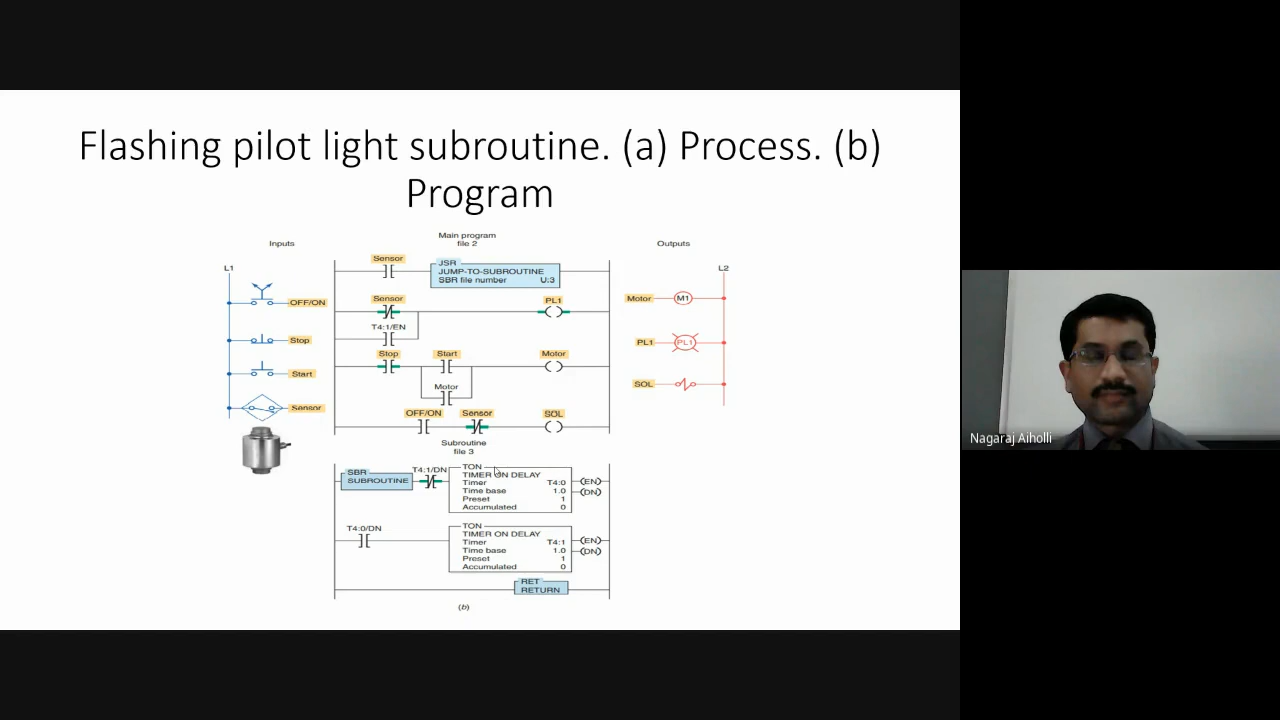 Flashing pilot light subroutine. (a) Process. (b)
Program
Inputs
Main program
file 2
Outputs
L1
L2
OFF/ON
Stop
Start
Sensor
Sensor
JSR
JUMP-TO-SUBROUTINE
SBR file number U:3
Sensor
PL1
T4:1/EN
Stop
Start
Motor
Motor
OFF/ON
Sensor
SOL
Motor
M1
PL1
PL1
SOL
Subroutine
file 3
SBR
SUBROUTINE
T4:1/DN
TON
TIMER ON DELAY
Timer T4:0
Time base 1.0
Preset 1
Accumulated 0
EN
DN
T4:0/DN
TON
TIMER ON DELAY
Timer T4:1
Time base 1.0
Preset 1
Accumulated 0
EN
DN
RET
RETURN
(b)
Nagaraj Aiholli